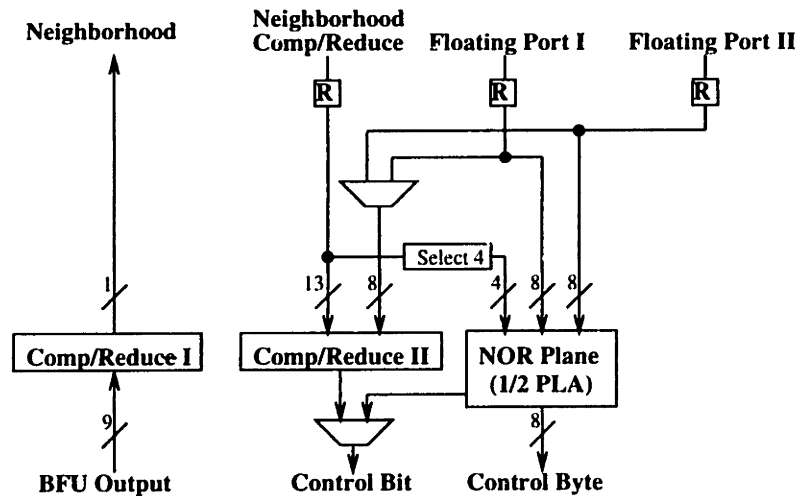 Neighborhood
Neighborhood
Comp/Reduce
Floating Port I
Floating Port II
R
R
R
Select 4
1
13
8
4
8
8
Comp/Reduce I
Comp/Reduce II
NOR Plane
(1/2 PLA)
9
8
BFU Output
Control Bit
Control Byte